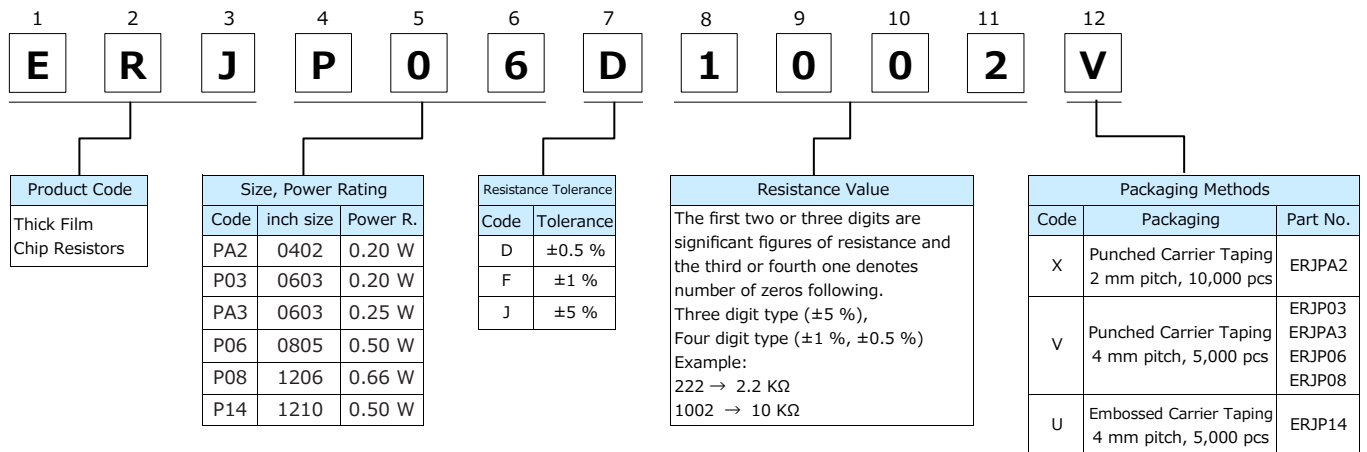 1 2 3 4 5 6 7 8 9 10 11 12
E R J P 0 6 D 1 0 0 2 V
Product Code
Thick Film
Chip Resistors
Size, Power Rating
Code inch size Power R.
PA2 0402 0.20 W
P03 0603 0.20 W
PA3 0603 0.25 W
P06 0805 0.50 W
P08 1206 0.66 W
P14 1210 0.50 W
Resistance Tolerance
Code Tolerance
D ±0.5 %
F ±1 %
J ±5 %
Resistance Value
The first two or three digits are
significant figures of resistance and
the third or fourth one denotes
number of zeros following.
Three digit type (±5 %),
Four digit type (±1 %, ±0.5 %)
Example:
222 → 2.2 KΩ
1002 → 10 KΩ
Packaging Methods
Code Packaging Part No.
X Punched Carrier Taping
2 mm pitch, 10,000 pcs ERJPA2
V Punched Carrier Taping
4 mm pitch, 5,000 pcs
ERJP03
ERJPA3
ERJP06
ERJP08
U Embossed Carrier Taping
4 mm pitch, 5,000 pcs ERJP14